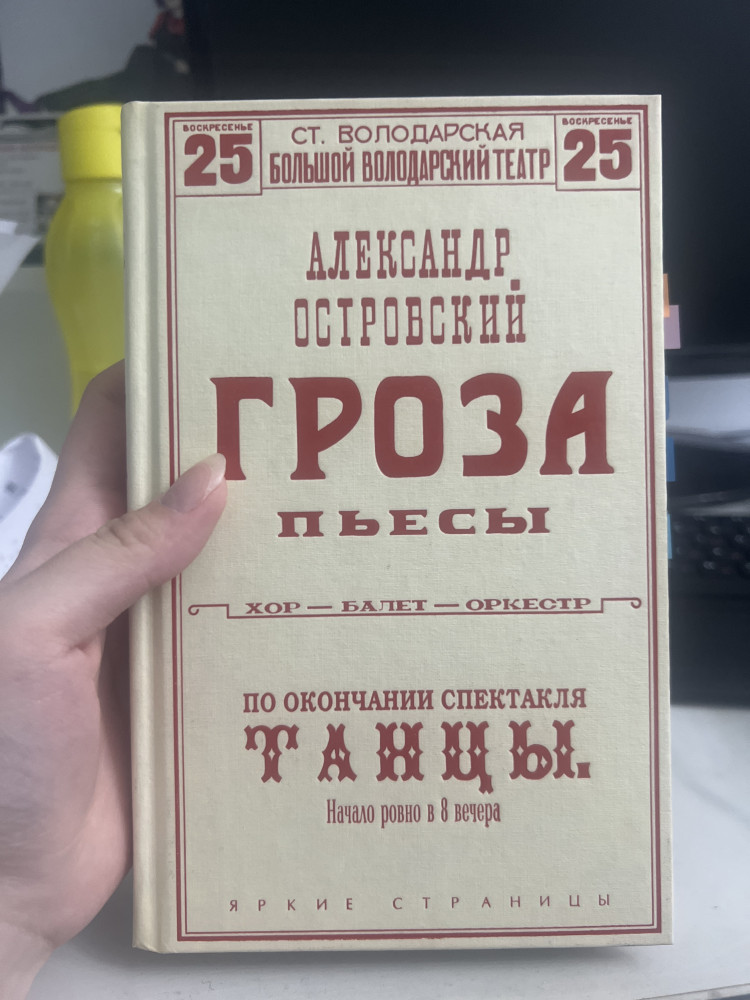 ВОСКРЕСЕНЬЕ
25
СТ. ВОЛОДАРСКАЯ
БОЛЬШОЙ ВОЛОДАРСКИЙ ТЕАТР
ВОСКРЕСЕНЬЕ
25
АЛЕКСАНДР
ОСТРОВСКИЙ
ГРОЗА
ПЬЕСЫ
ХОР — БАЛЕТ — ОРКЕСТР
ПО ОКОНЧАНИИ СПЕКТАКЛЯ
ТАНЦЫ.
Начало ровно в 8 вечера
ЯРКИЕ СТРАНИЦЫ